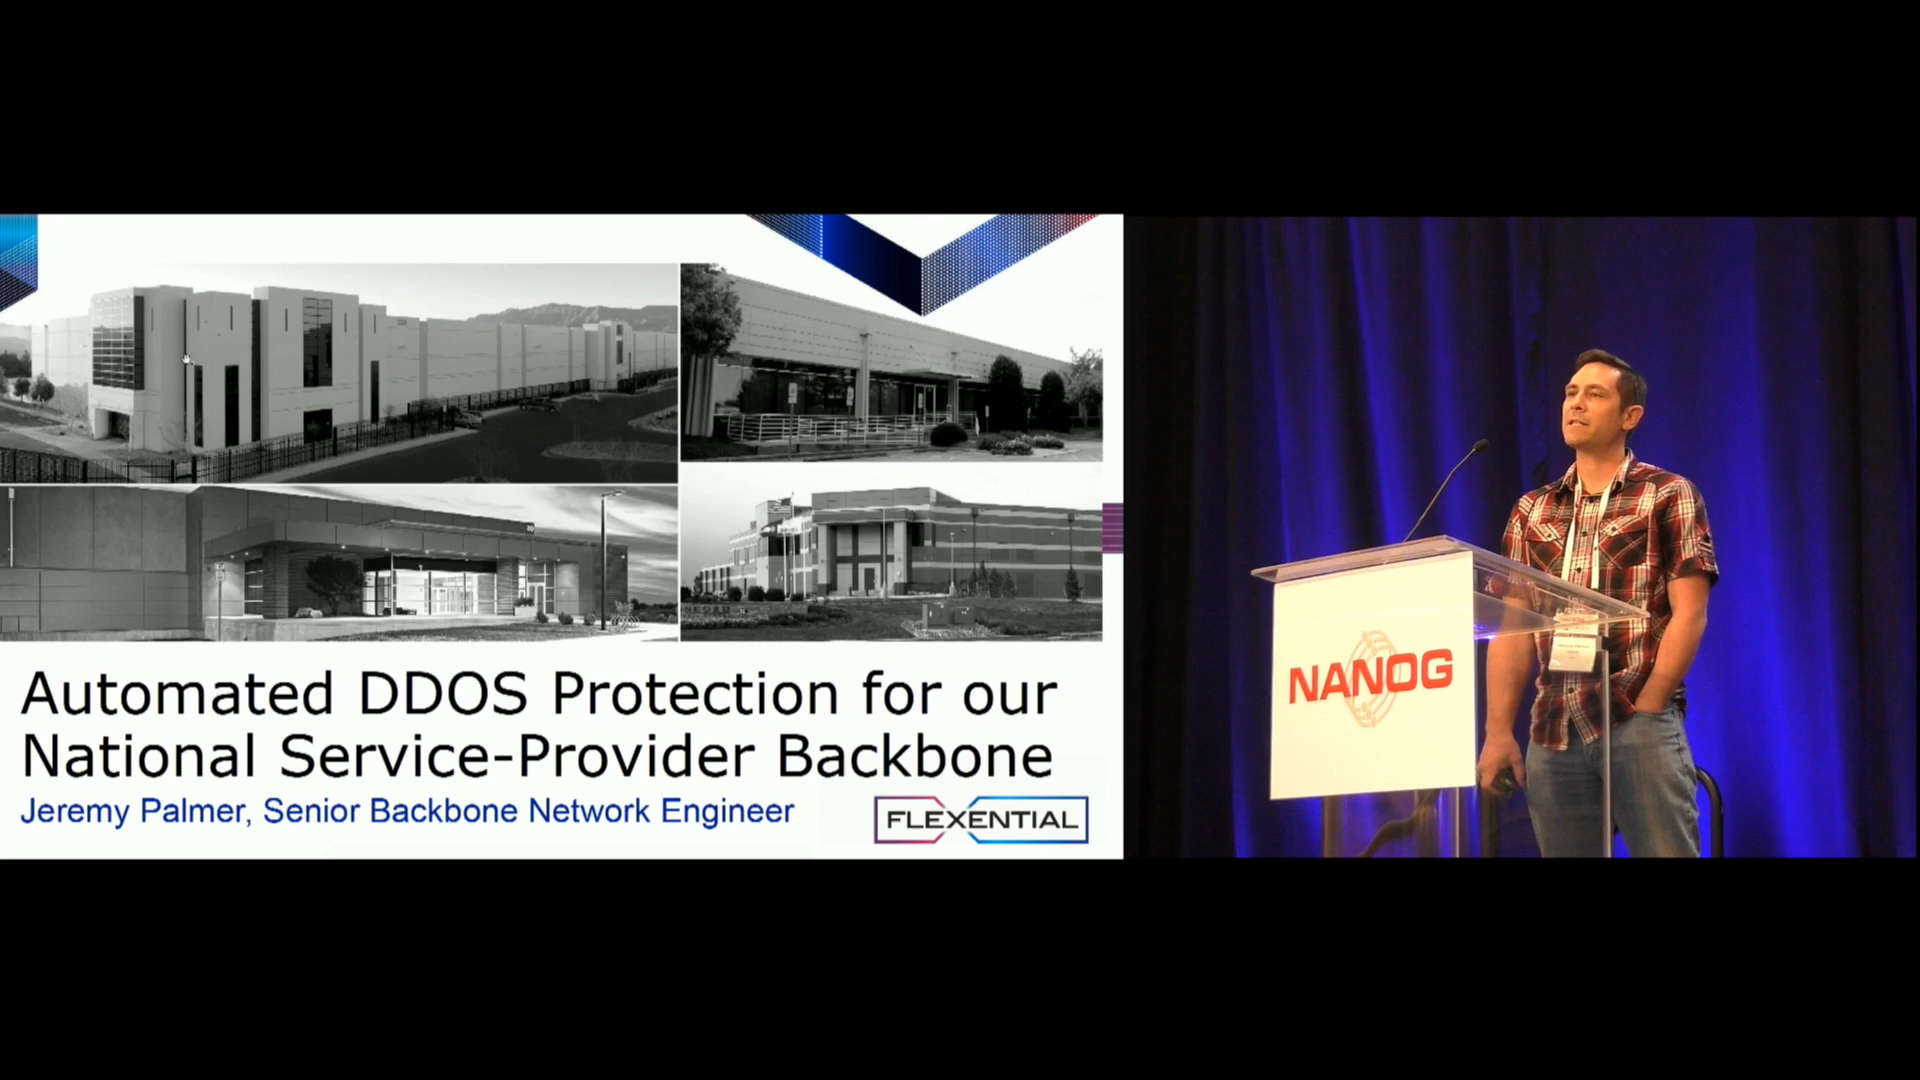 Automated DDOS Protection for our
National Service-Provider Backbone
Jeremy Palmer, Senior Backbone Network Engineer
FLEXENTIAL
NANOG